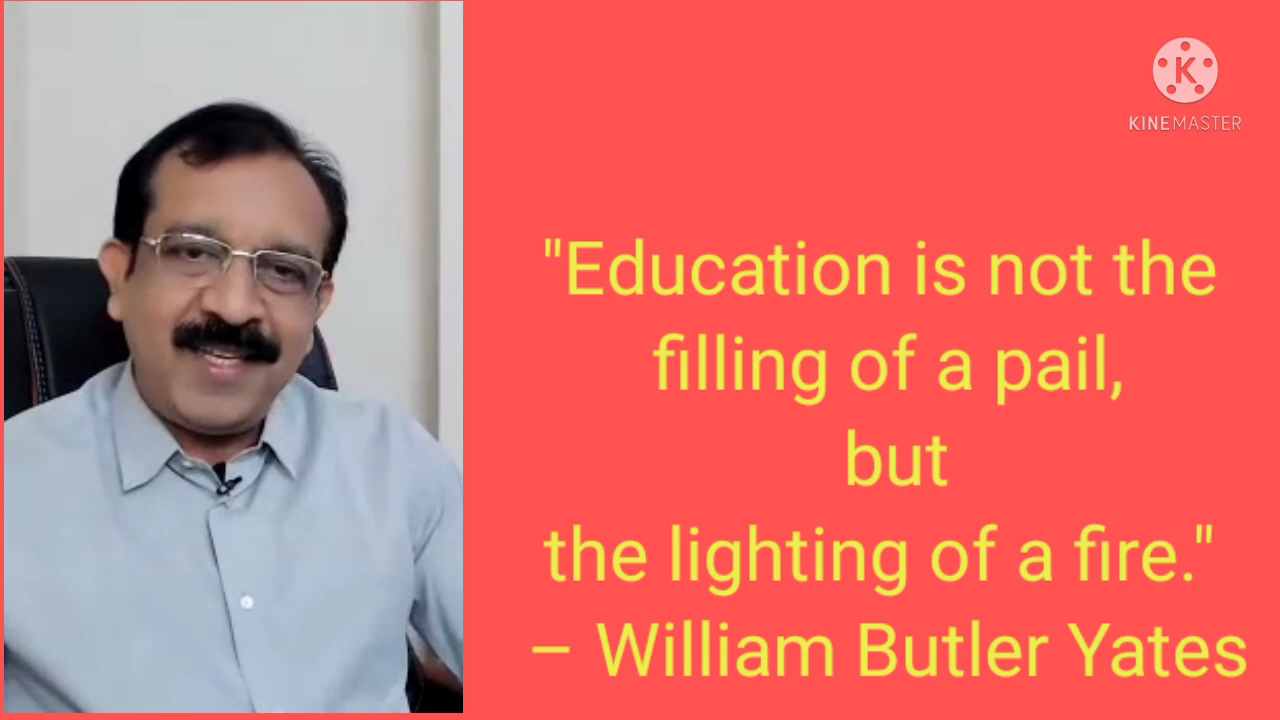 KINEMASTER
"Education is not the
filling of a pail,
but
the lighting of a fire."
– William Butler Yates